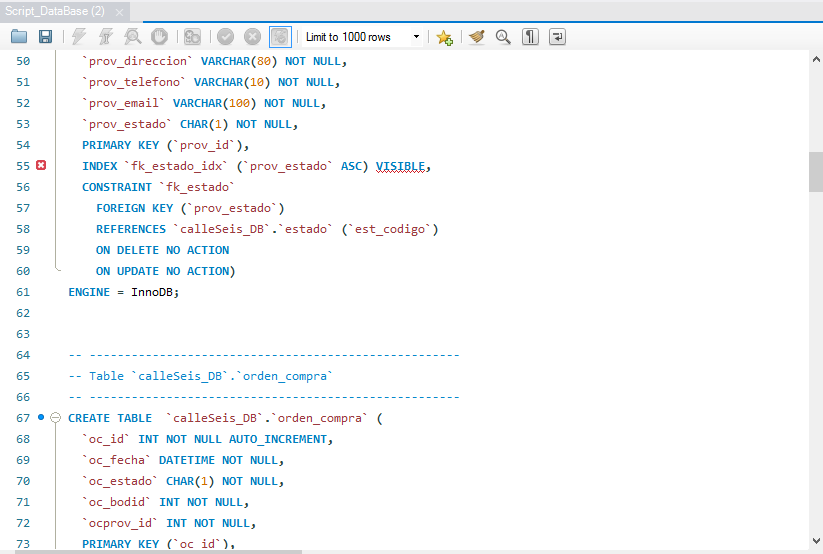 Script_DataBase (2)
Limit to 1000 rows
50 `prov_direccion` VARCHAR(80) NOT NULL,
51 `prov_telefono` VARCHAR(10) NOT NULL,
52 `prov_email` VARCHAR(100) NOT NULL,
53 `prov_estado` CHAR(1) NOT NULL,
54 PRIMARY KEY (`prov_id`),
55 INDEX `fk_estado_idx` (`prov_estado` ASC) VISIBLE,
56 CONSTRAINT `fk_estado`
57 FOREIGN KEY (`prov_estado`)
58 REFERENCES `calleSeis_DB`.`estado` (`est_codigo`)
59 ON DELETE NO ACTION
60 ON UPDATE NO ACTION)
61 ENGINE = InnoDB;
62
63
64 -- -----------------------------------------------------
65 -- Table `calleSeis_DB`.`orden_compra`
66 -- -----------------------------------------------------
67 CREATE TABLE `calleSeis_DB`.`orden_compra` (
68 `oc_id` INT NOT NULL AUTO_INCREMENT,
69 `oc_fecha` DATETIME NOT NULL,
70 `oc_estado` CHAR(1) NOT NULL,
71 `oc_bodid` INT NOT NULL,
72 `ocprov_id` INT NOT NULL,
73 PRIMARY KEY (`oc_id`),